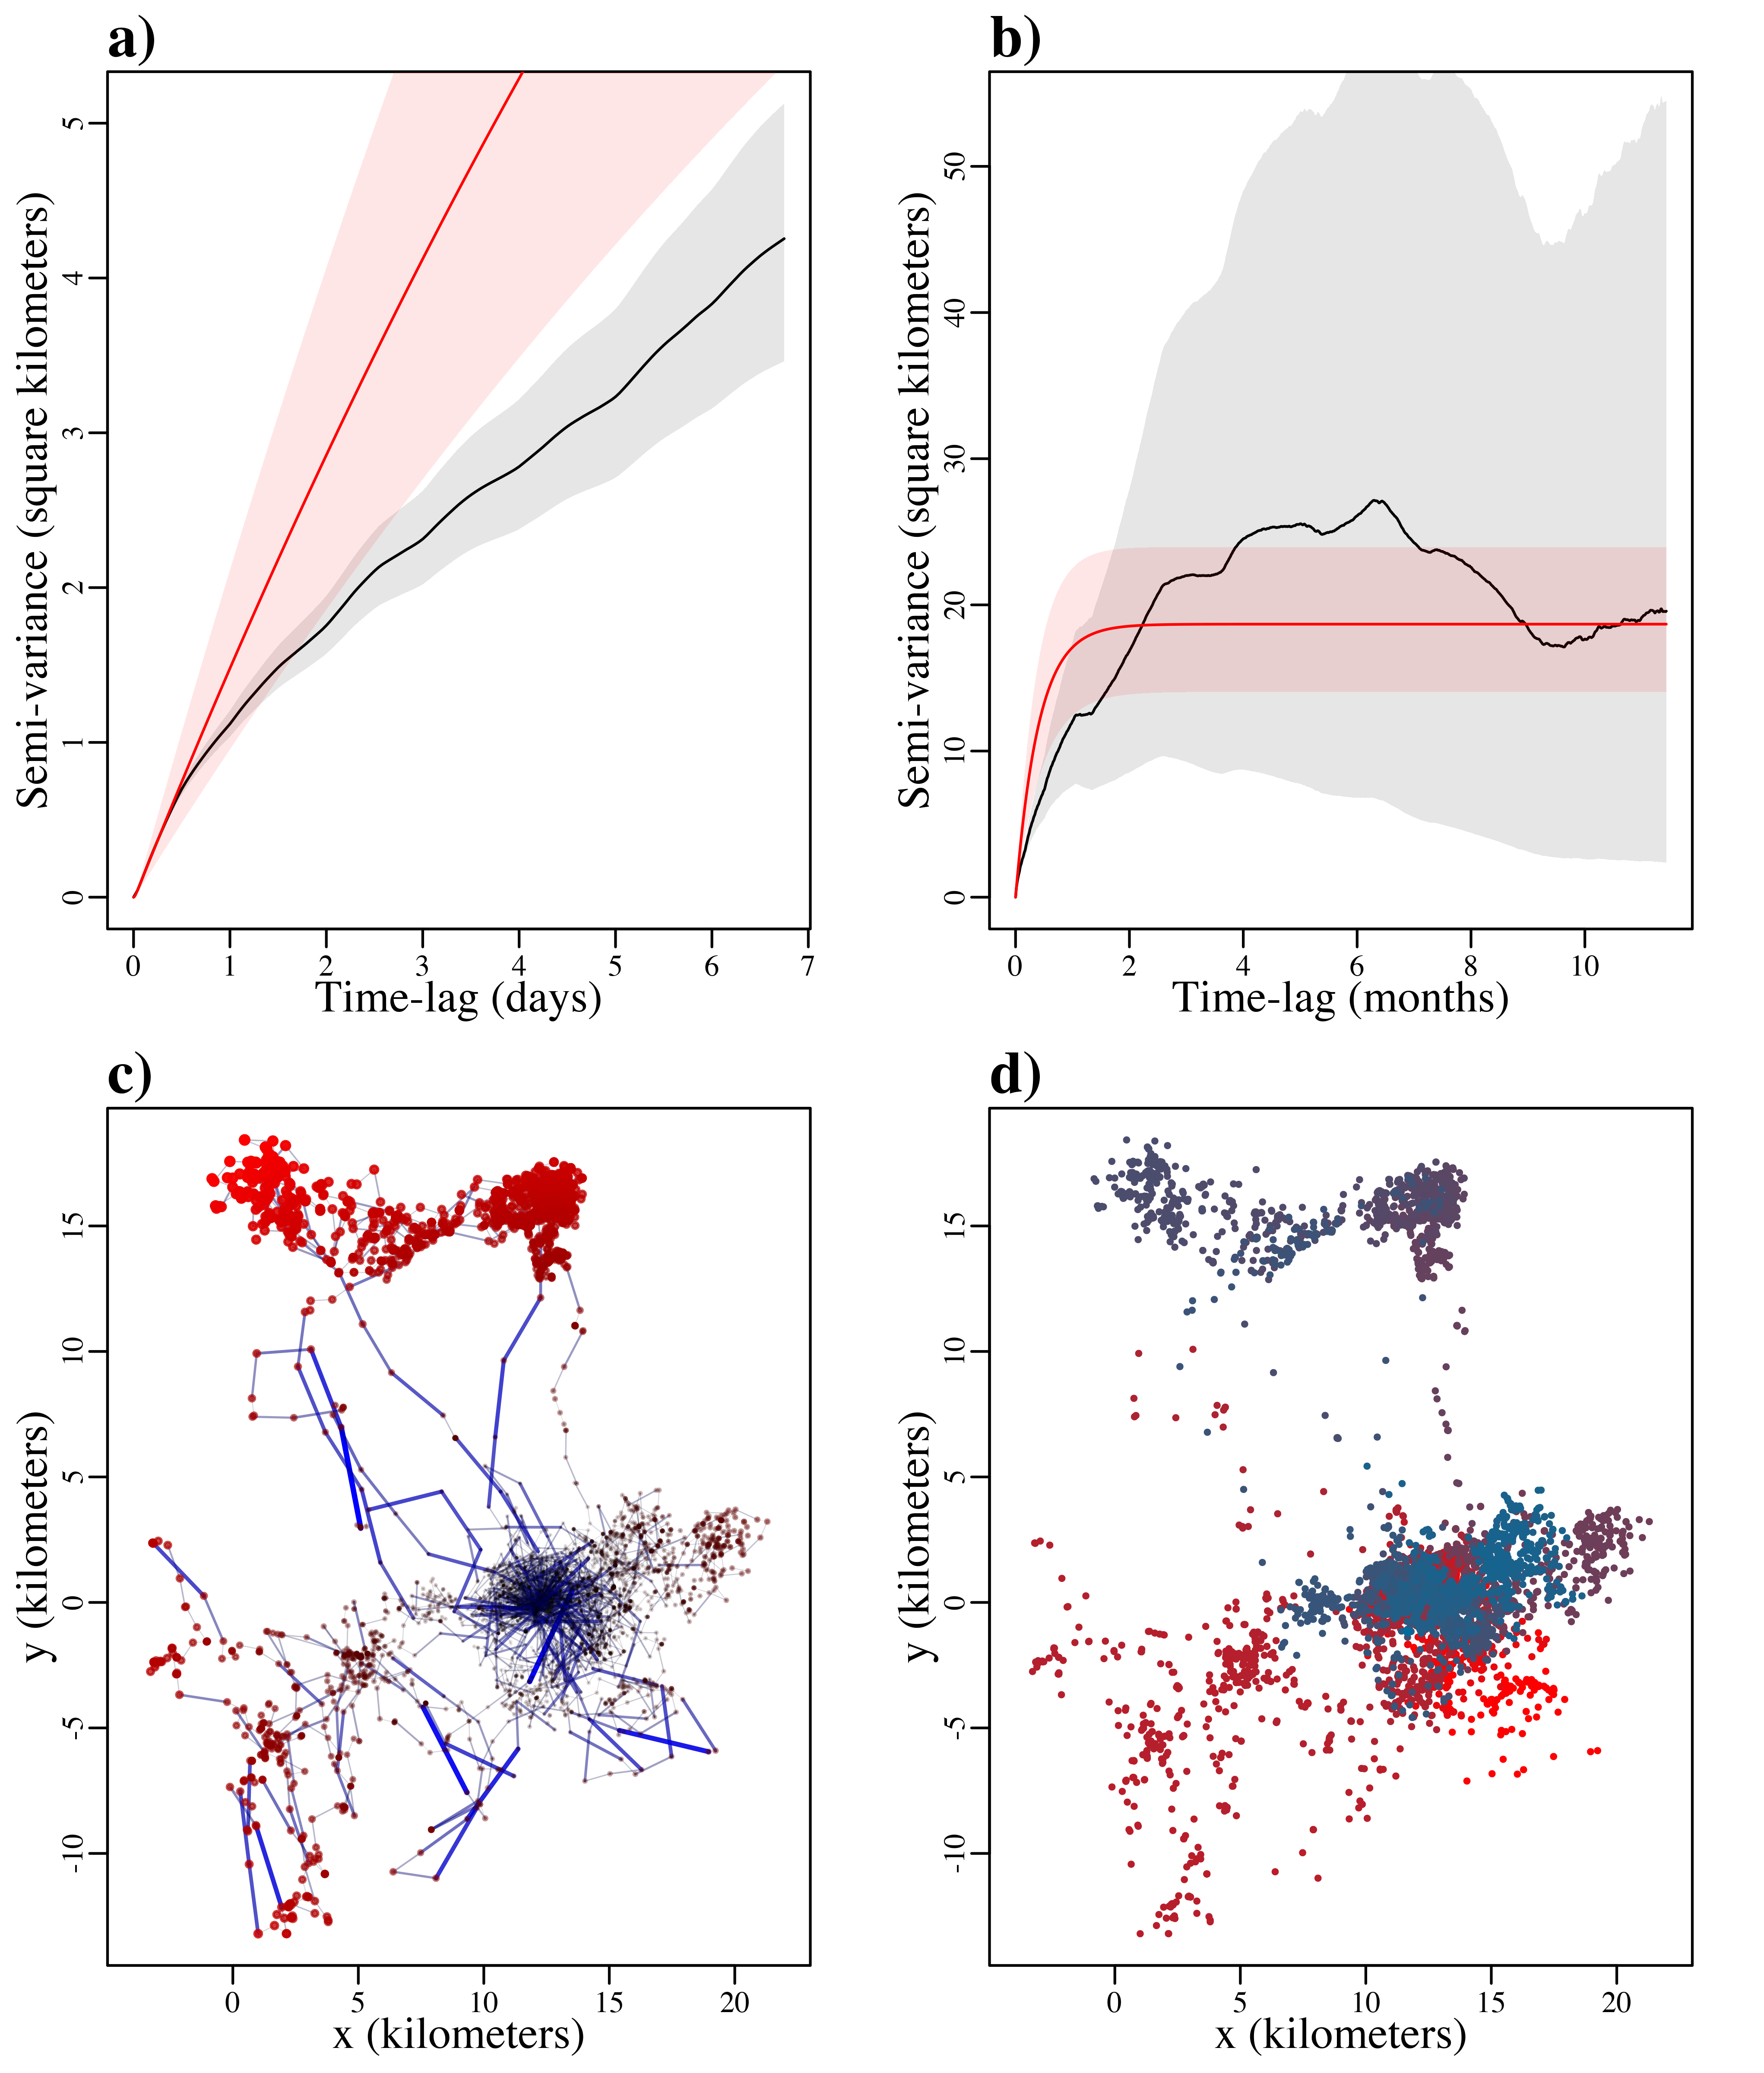 a)
Semi-variance (square kilometers)
5
4
3
2
1
0
0 1 2 3 4 5 6 7
Time-lag (days)
b)
Semi-variance (square kilometers)
50
40
30
20
10
0
0 2 4 6 8 10
Time-lag (months)
c)
y (kilometers)
15
10
5
0
-5
-10
0 5 10 15 20
x (kilometers)
d)
y (kilometers)
15
10
5
0
-5
-10
0 5 10 15 20
x (kilometers)